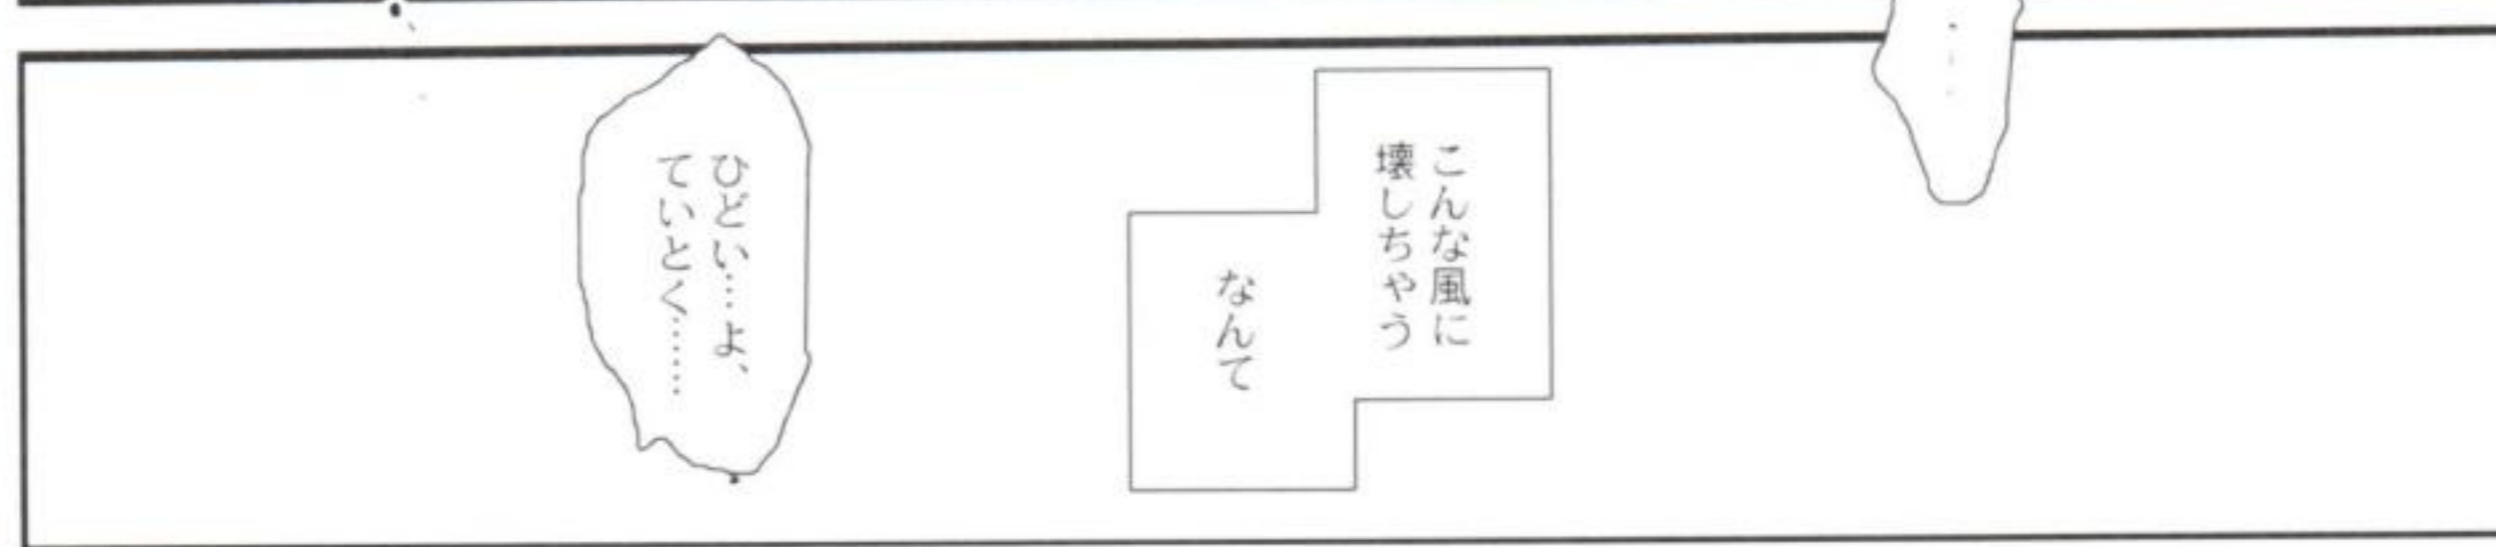 …
こんな風に
壊しちゃう
なんて
ひどい…よ、
ていとく……